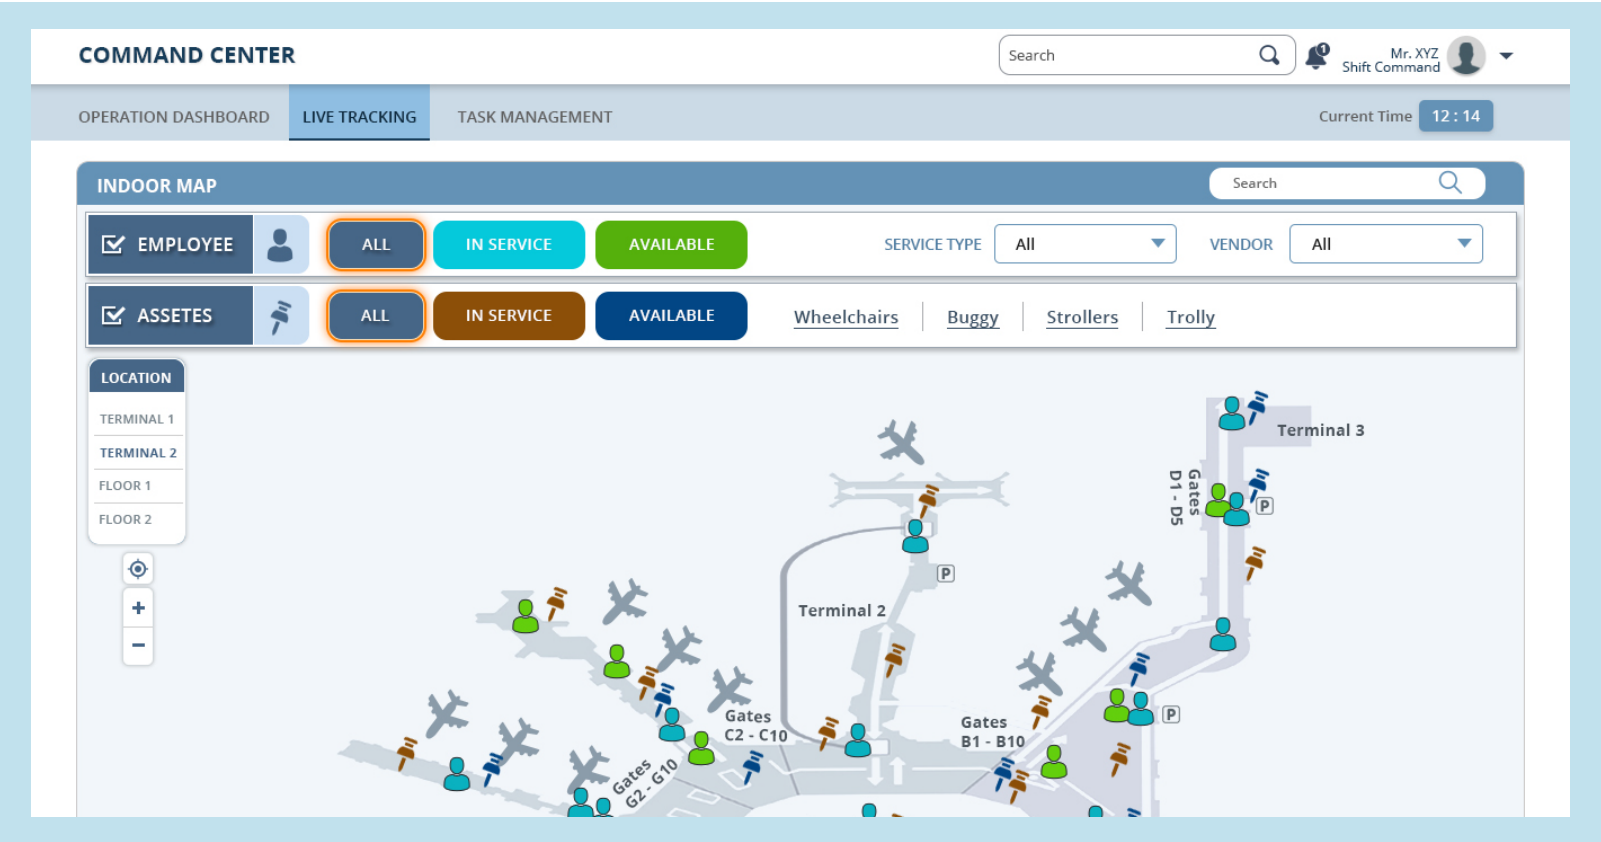 COMMAND CENTER
Search
1
Mr. XYZ
Shift Command
OPERATION DASHBOARD
LIVE TRACKING
TASK MANAGEMENT
Current Time
12 : 14
INDOOR MAP
Search
EMPLOYEE
ALL
IN SERVICE
AVAILABLE
SERVICE TYPE
All
VENDOR
All
ASSETES
ALL
IN SERVICE
AVAILABLE
Wheelchairs
Buggy
Strollers
Trolly
LOCATION
TERMINAL 1
TERMINAL 2
FLOOR 1
FLOOR 2
+
−
Terminal 3
Gates
D1 - D5
P
P
Terminal 2
Gates
C2 - C10
Gates
B1 - B10
P
Gates
G2 - G10